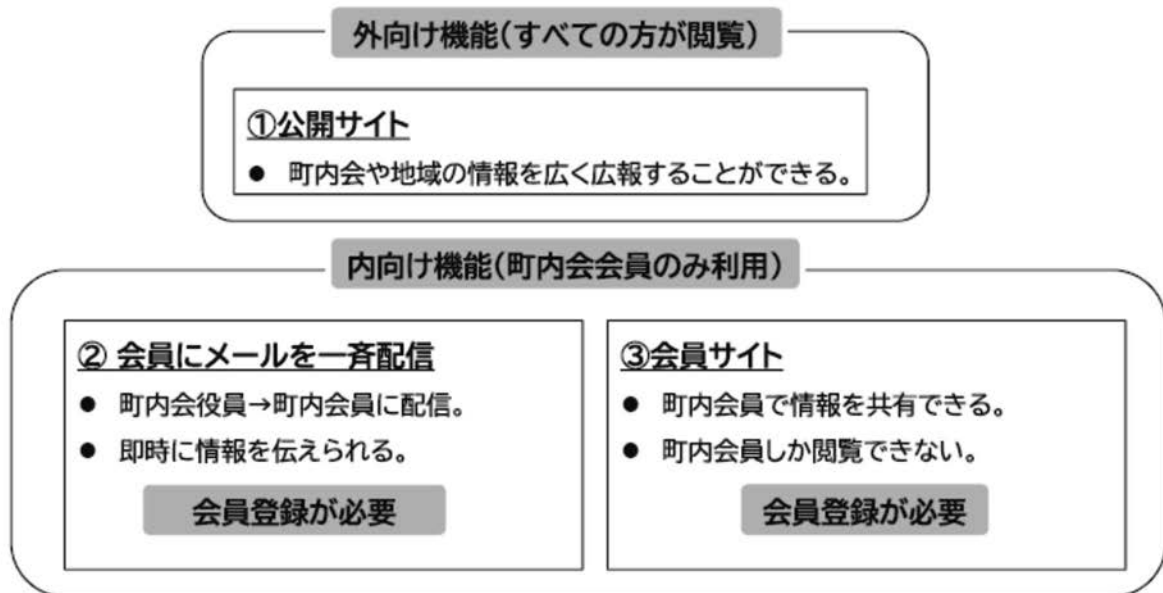 外向け機能(すべての方が閲覧)
①公開サイト
● 町内会や地域の情報を広く広報することができる。
内向け機能(町内会会員のみ利用)
② 会員にメールを一斉配信
● 町内会役員→町内会員に配信。
● 即時に情報を伝えられる。
会員登録が必要
③会員サイト
● 町内会員で情報を共有できる。
● 町内会員しか閲覧できない。
会員登録が必要